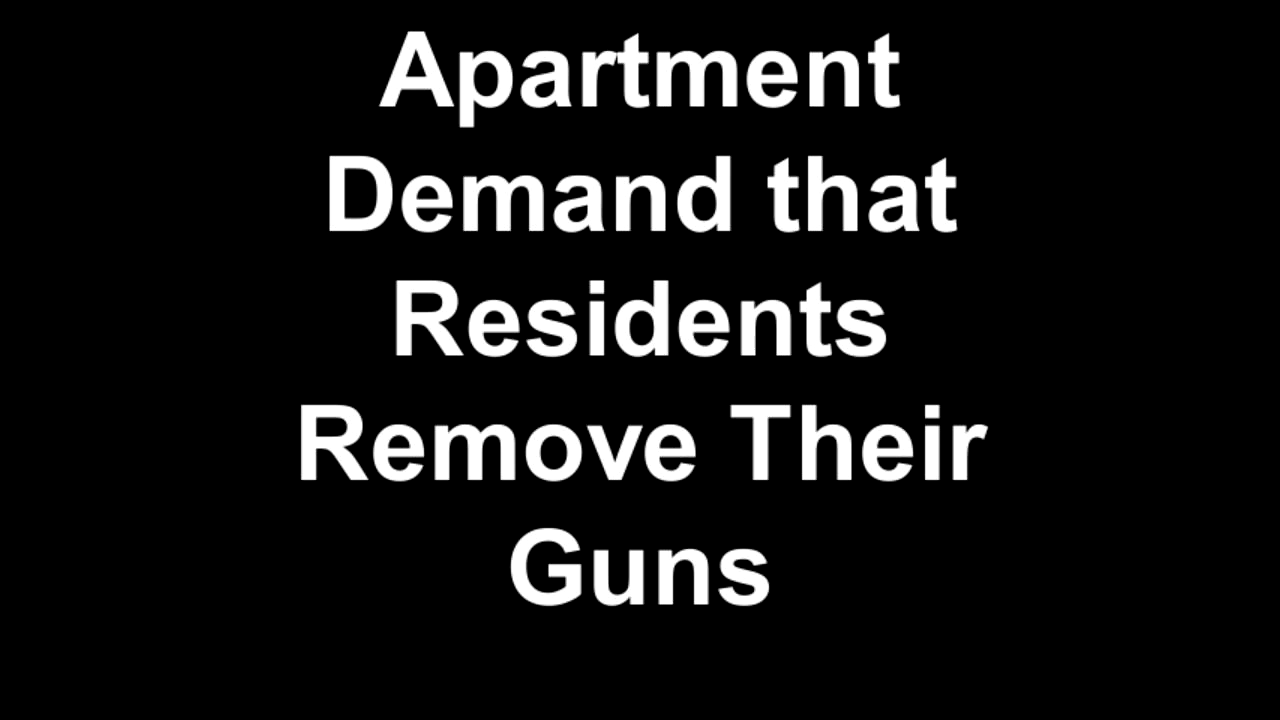 Apartment
Demand that
Residents
Remove Their
Guns